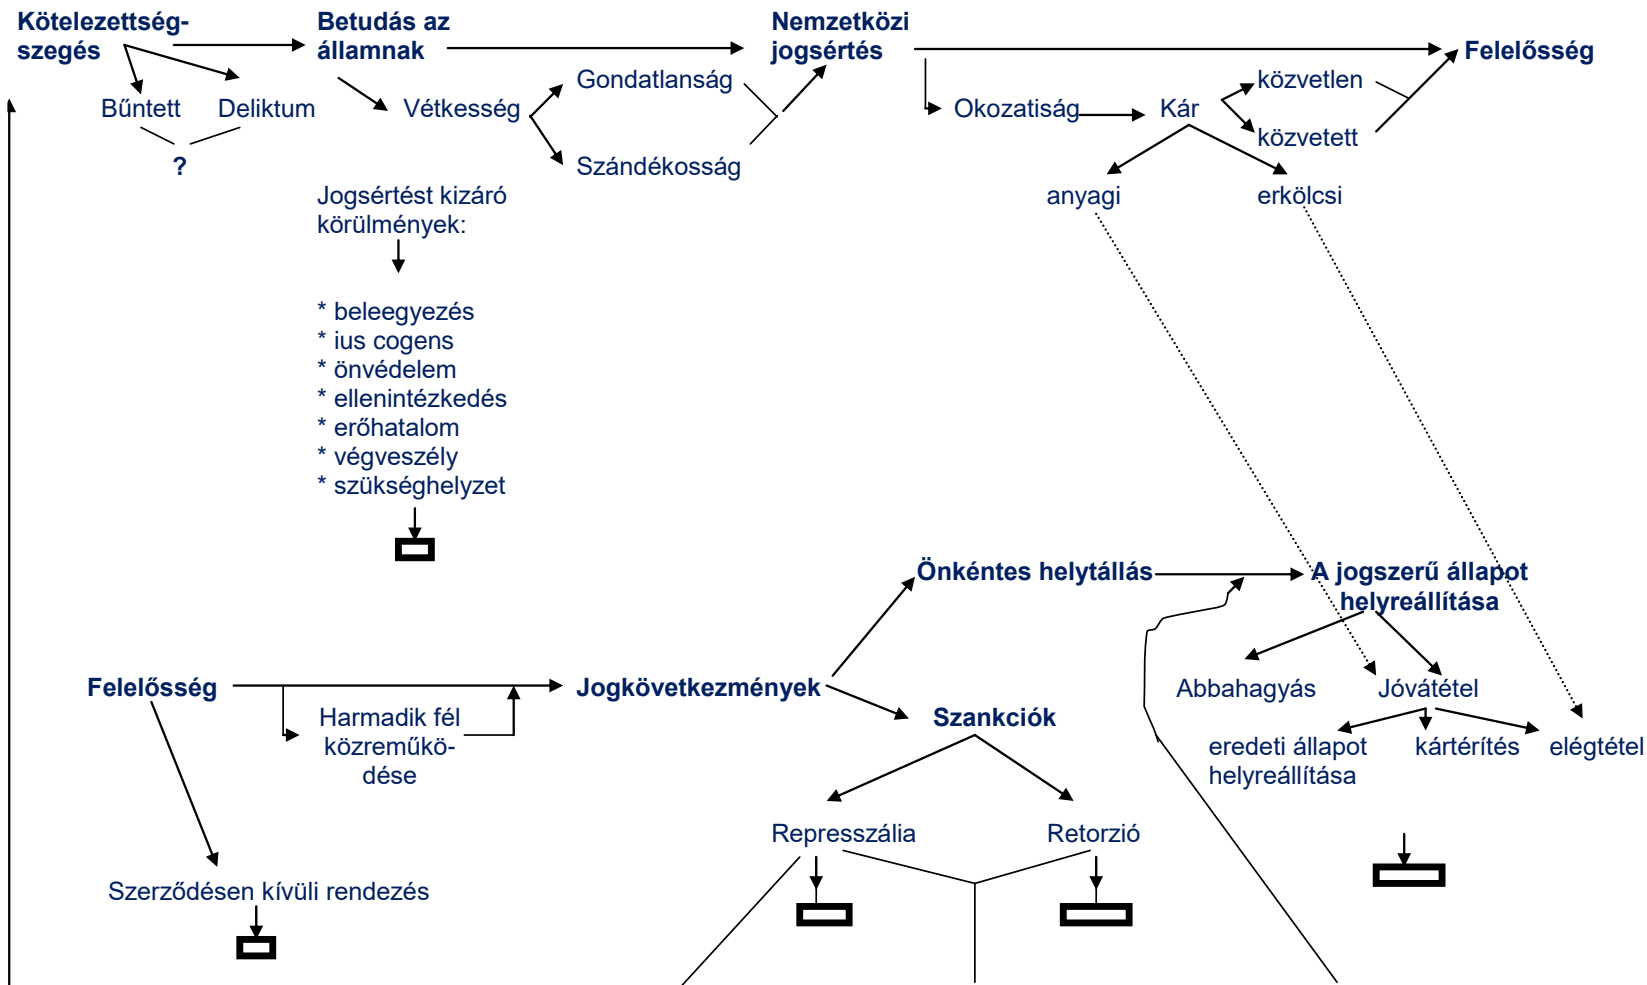 Kötelezettség-
szegés
Betudás az
államnak
Nemzetközi
jogsértés
Felelősség
Bűntett
Deliktum
?
Vétkesség
Gondatlanság
Szándékosság
Okozatiság
Kár
közvetlen
közvetett
anyagi
erkölcsi
Jogsértést kizáró
körülmények:
* beleegyezés
* ius cogens
* önvédelem
* ellenintézkedés
* erőhatalom
* végveszély
* szükséghelyzet
Önkéntes helytállás
A jogszerű állapot
helyreállítása
Felelősség
Harmadik fél
közreműkö-
dése
Jogkövetkezmények
Szankciók
Abbahagyás
Jóvátétel
eredeti állapot
helyreállítása
kártérítés
elégtétel
Represszália
Retorzió
Szerződésen kívüli rendezés